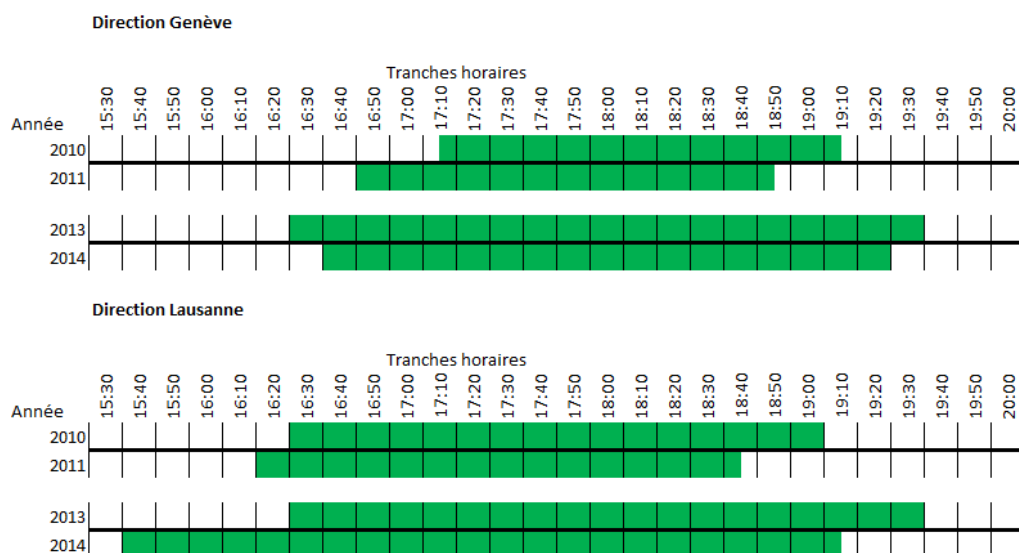 Direction Genève
Tranches horaires
Année 15:30 15:40 15:50 16:00 16:10 16:20 16:30 16:40 16:50 17:00 17:10 17:20 17:30 17:40 17:50 18:00 18:10 18:20 18:30 18:40 18:50 19:00 19:10 19:20 19:30 19:40 19:50 20:00
2010
2011
2013
2014
Direction Lausanne
Tranches horaires
Année 15:30 15:40 15:50 16:00 16:10 16:20 16:30 16:40 16:50 17:00 17:10 17:20 17:30 17:40 17:50 18:00 18:10 18:20 18:30 18:40 18:50 19:00 19:10 19:20 19:30 19:40 19:50 20:00
2010
2011
2013
2014